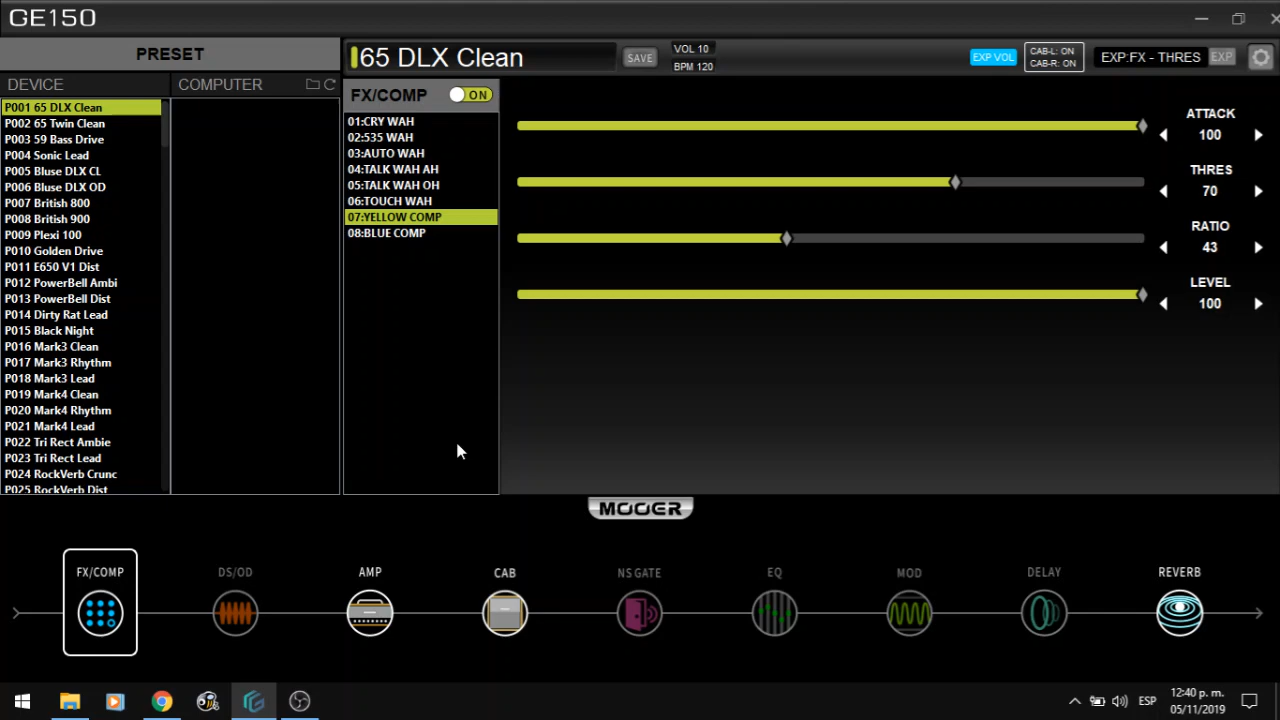 GE150
PRESET
DEVICE
COMPUTER
P001 65 DLX Clean
P002 65 Twin Clean
P003 59 Bass Drive
P004 Sonic Lead
P005 Bluse DLX CL
P006 Bluse DLX OD
P007 British 800
P008 British 900
P009 Plexi 100
P010 Golden Drive
P011 E650 V1 Dist
P012 PowerBell Ambi
P013 PowerBell Dist
P014 Dirty Rat Lead
P015 Black Night
P016 Mark3 Clean
P017 Mark3 Rhythm
P018 Mark3 Lead
P019 Mark4 Clean
P020 Mark4 Rhythm
P021 Mark4 Lead
P022 Tri Rect Ambie
P023 Tri Rect Lead
P024 RockVerb Crunc
P025 RockVerb Dist
65 DLX Clean
SAVE
VOL 10
BPM 120
EXP VOL
CAB-L: ON
CAB-R: ON
EXP:FX - THRES
EXP
FX/COMP
ON
01:CRY WAH
02:535 WAH
03:AUTO WAH
04:TALK WAH AH
05:TALK WAH OH
06:TOUCH WAH
07:YELLOW COMP
08:BLUE COMP
ATTACK
100
THRES
70
RATIO
43
LEVEL
100
MOOER
FX/COMP
DS/OD
AMP
CAB
NS GATE
EQ
MOD
DELAY
REVERB
ESP
12:40 p. m.
05/11/2019